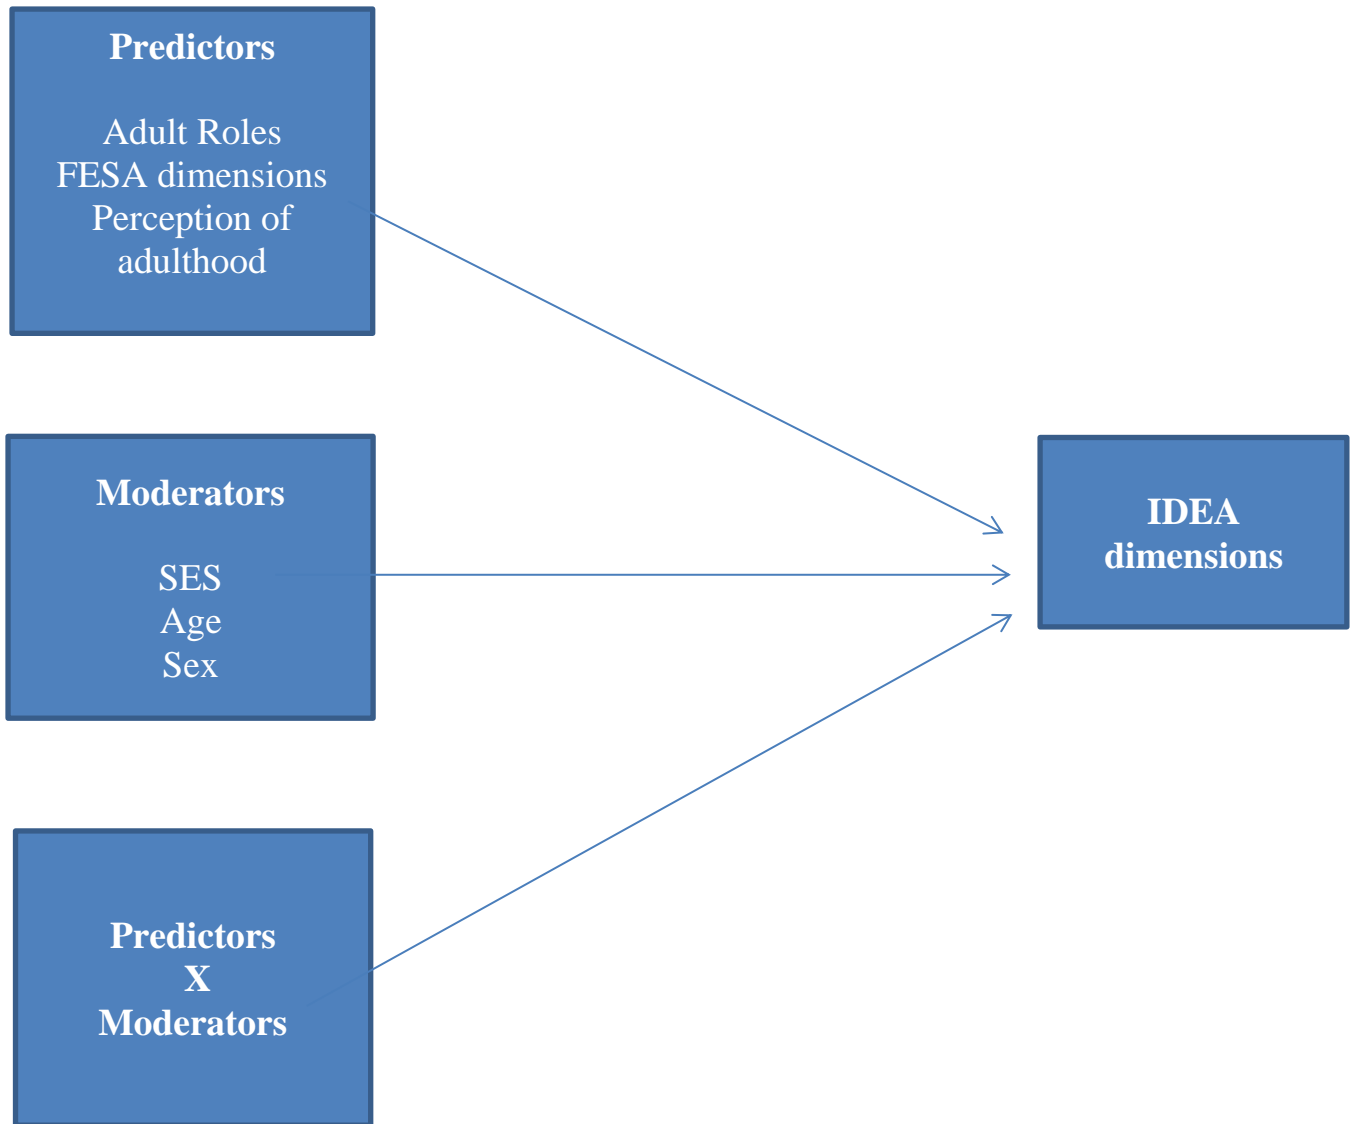 Predictors
Adult Roles
FESA dimensions
Perception of
adulthood
Moderators
SES
Age
Sex
IDEA
dimensions
Predictors
X
Moderators